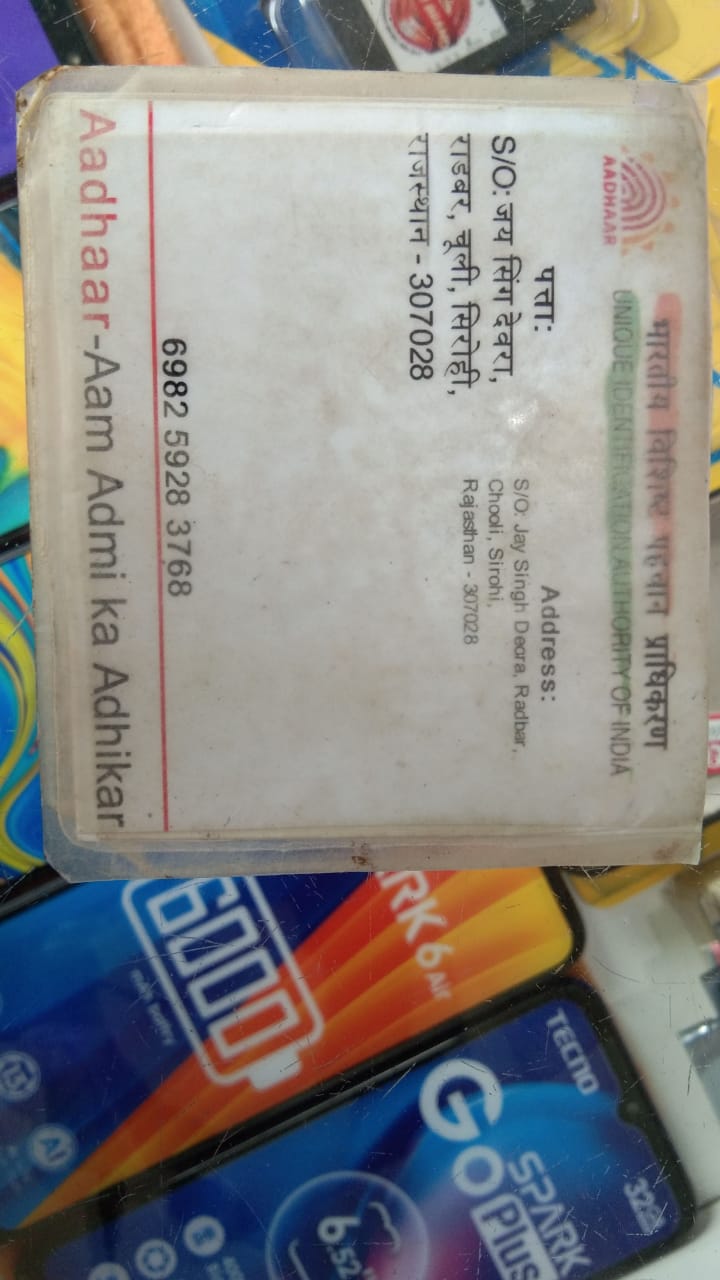 भारतीय विशिष्ट पहचान प्राधिकरण
UNIQUE IDENTIFICATION AUTHORITY OF INDIA
AADHAAR
पत्ता:
S/O: जय सिंग देवरा,
राडबर, चूली, सिरोही,
राजस्थान - 307028
Address:
S/O: Jay Singh Deora, Radbar,
Chooli, Sirohi,
Rajasthan - 307028
6982 5928 3768
Aadhaar-Aam Admi ka Adhikar
RK 6 Air
6000
TECNO
SPARK
GO Plus
6.52"
AI